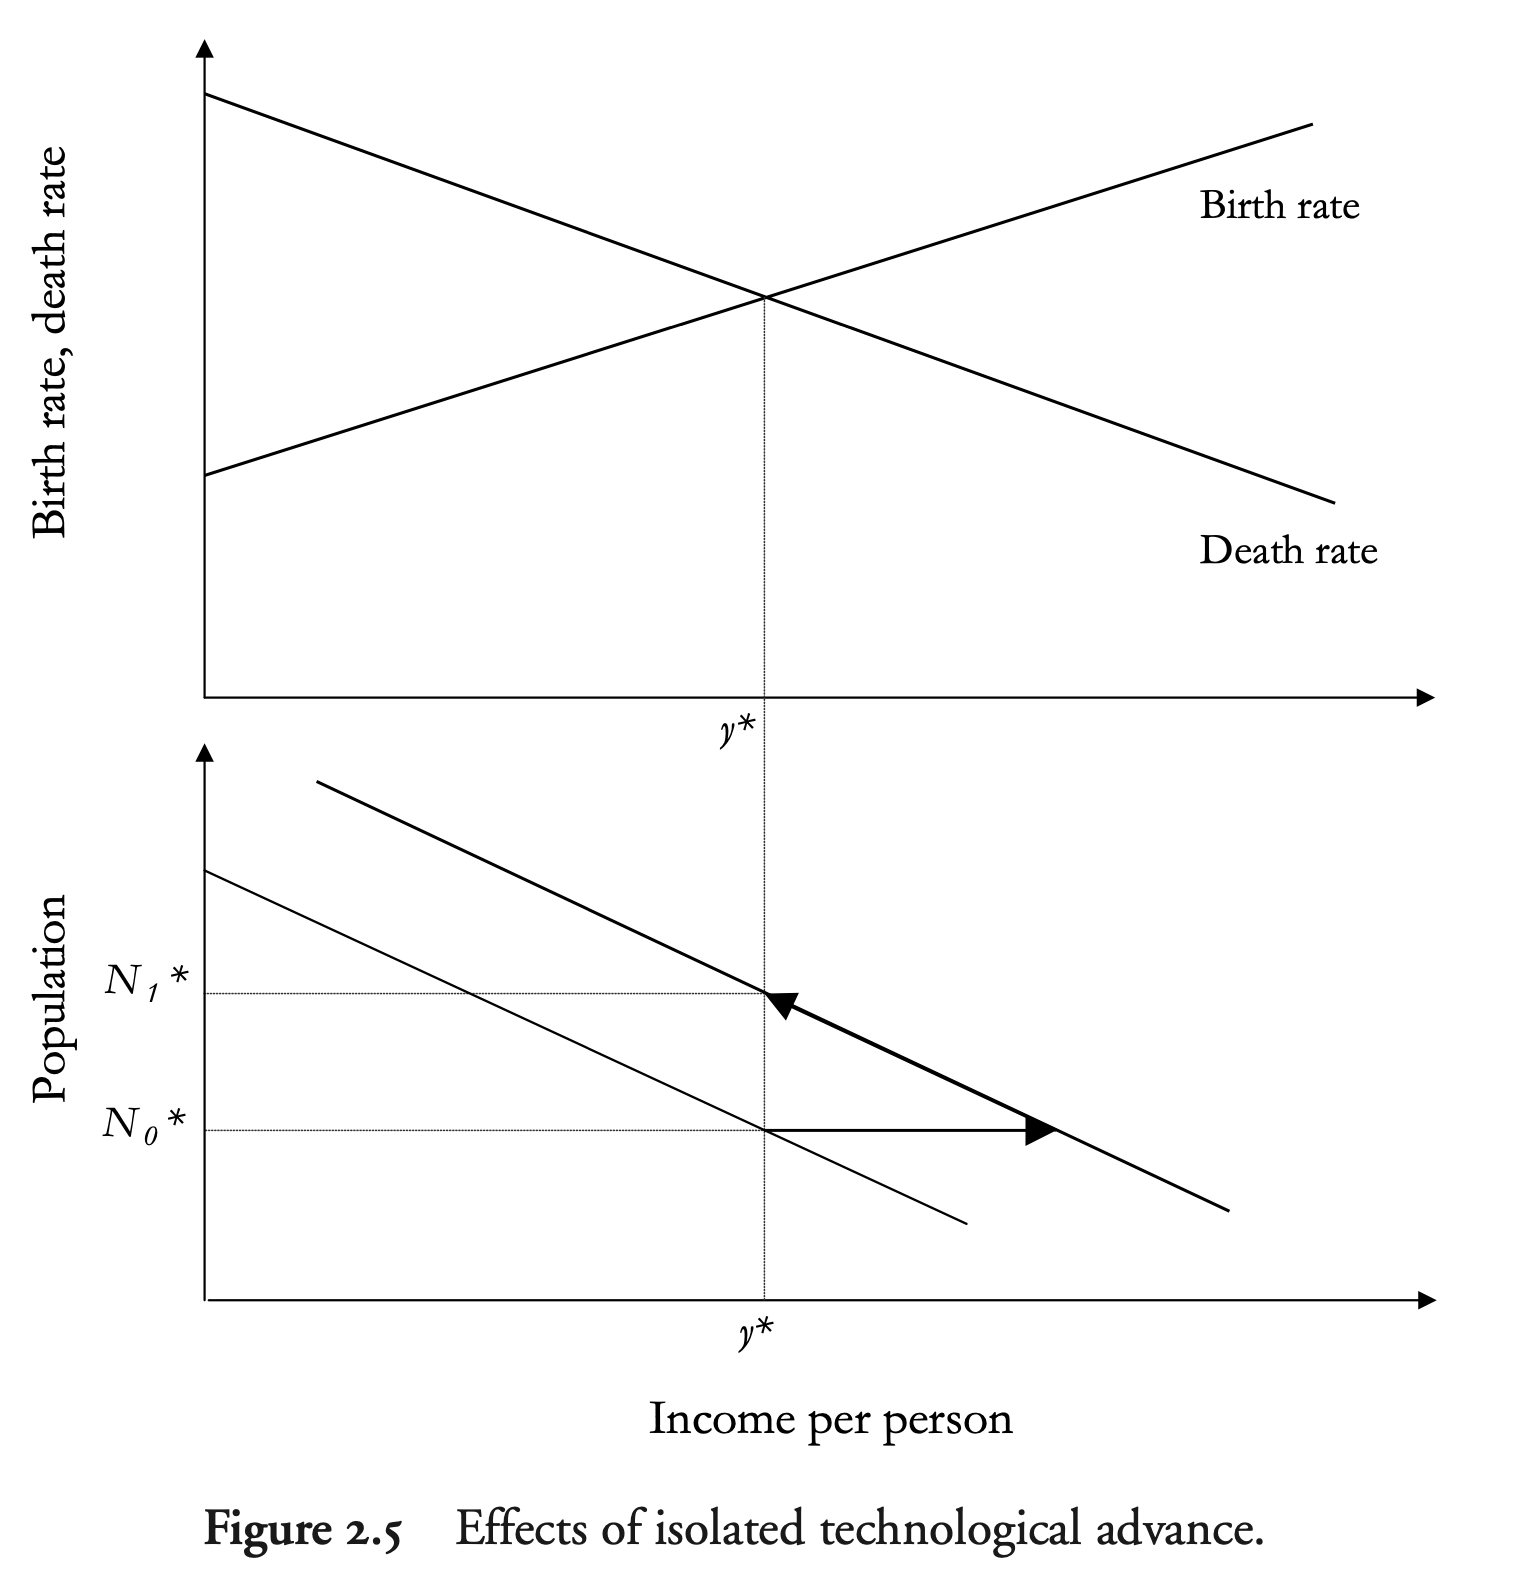 Birth rate, death rate
Birth rate
Death rate
y*
Population
N₁*
N₀*
y*
Income per person
Figure 2.5 Effects of isolated technological advance.